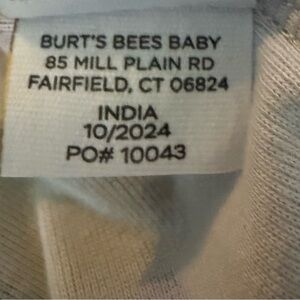 BURT'S BEES BABY
85 MILL PLAIN RD
FAIRFIELD, CT 06824
INDIA
10/2024
PO# 10043